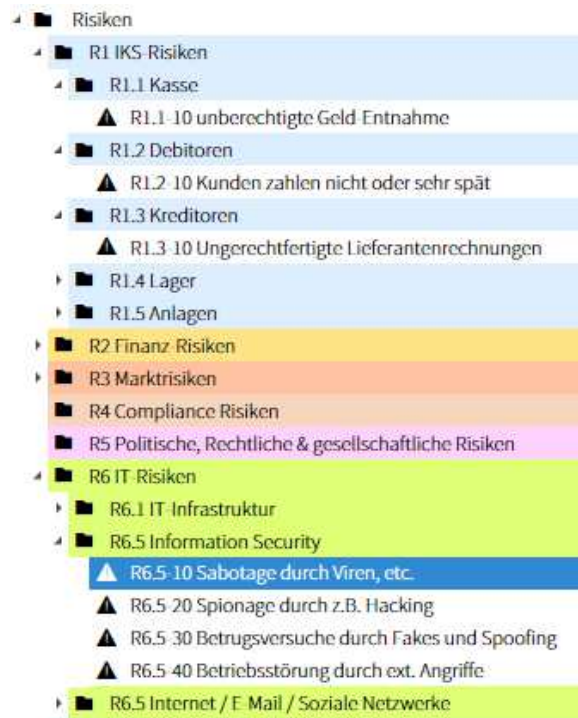 Risiken
R1 IKS-Risiken
R1.1 Kasse
R1.1-10 unberechtigte Geld-Entnahme
R1.2 Debitoren
R1.2-10 Kunden zahlen nicht oder sehr spät
R1.3 Kreditoren
R1.3-10 Ungerechtfertigte Lieferantenrechnungen
R1.4 Lager
R1.5 Anlagen
R2 Finanz-Risiken
R3 Marktrisiken
R4 Compliance Risiken
R5 Politische, Rechtliche & gesellschaftliche Risiken
R6 IT-Risiken
R6.1 IT-Infrastruktur
R6.5 Information Security
R6.5-10 Sabotage durch Viren, etc.
R6.5-20 Spionage durch z.B. Hacking
R6.5-30 Betrugsversuche durch Fakes und Spoofing
R6.5-40 Betriebsstörung durch ext. Angriffe
R6.5 Internet / E-Mail / Soziale Netzwerke